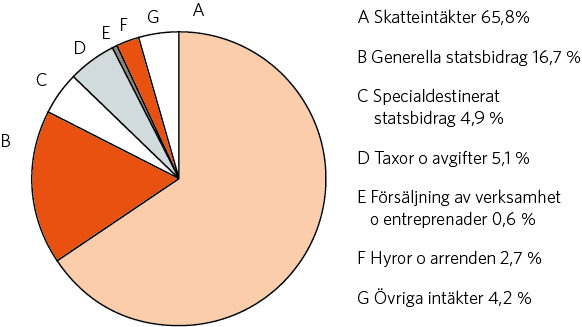 A
G
F
E
D
C
B
A Skatteintäkter 65,8%
B Generella statsbidrag 16,7 %
C Specialdestinerat
statsbidrag 4,9 %
D Taxor o avgifter 5,1 %
E Försäljning av verksamhet
o entreprenader 0,6 %
F Hyror o arrenden 2,7 %
G Övriga intäkter 4,2 %